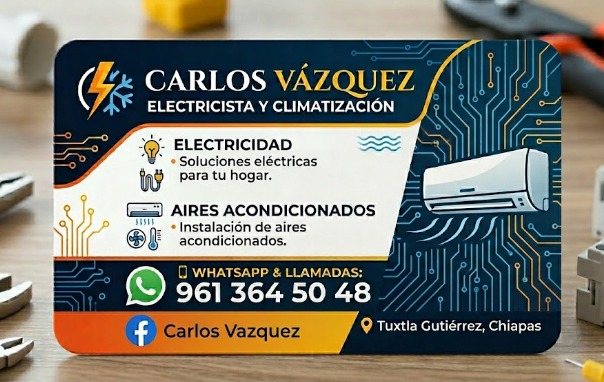 CARLOS VÁZQUEZ
ELECTRICISTA Y CLIMATIZACIÓN
ELECTRICIDAD
• Soluciones eléctricas
para tu hogar.
AIRES ACONDICIONADOS
• Instalación de aires
acondicionados.
WHATSAPP & LLAMADAS:
961 364 50 48
Carlos Vazquez
Tuxtla Gutiérrez, Chiapas